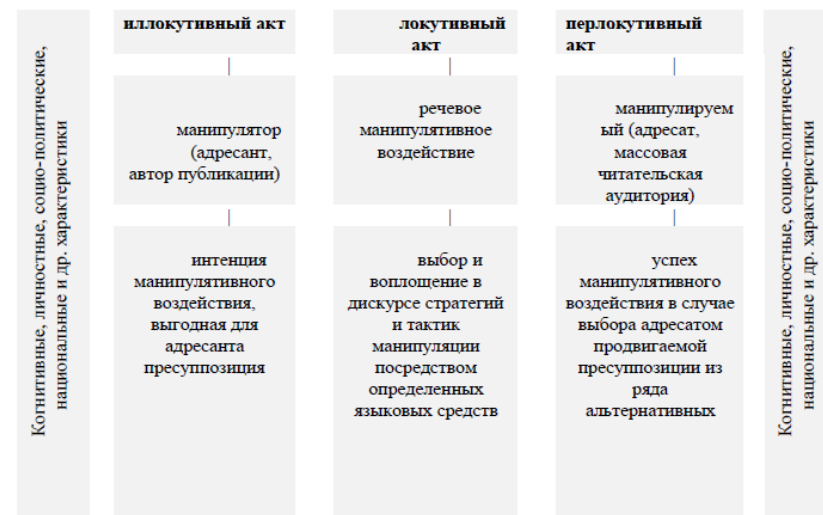 Когнитивные, личностные, социо-политические,
национальные и др. характеристики
иллокутивный акт
манипулятор
(адресант,
автор публикации)
интенция
манипулятивного
воздействия,
выгодная для
адресанта
пресуппозиция
локутивный
акт
речевое
манипулятивное
воздействие
выбор и
воплощение в
дискурсе стратегий
и тактик
манипуляции
посредством
определенных
языковых средств
перлокутивный
акт
манипулируем
ый (адресат,
массовая
читательская
аудитория)
успех
манипулятивного
воздействия в случае
выбора адресатом
продвигаемой
пресуппозиции из
ряда
альтернативных
Когнитивные, личностные, социо-политические,
национальные и др. характеристики